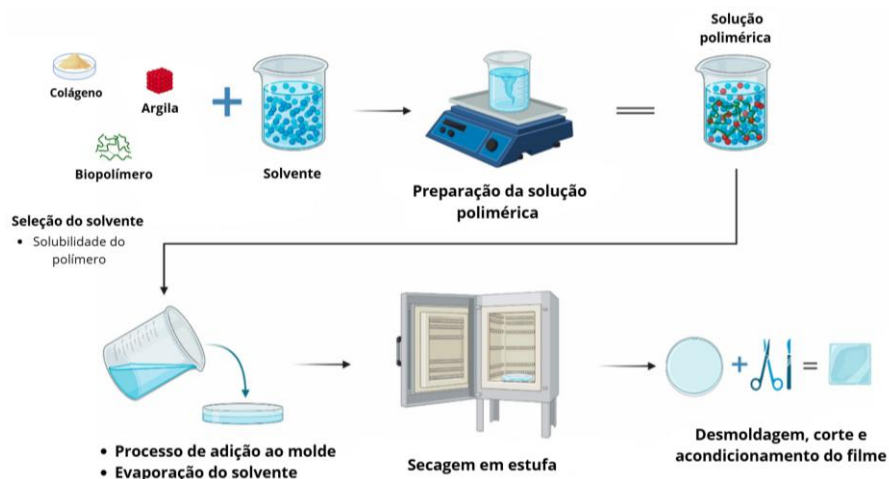 Colágeno
Argila
Biopolímero
Solvente
Preparação da solução
polimérica
Solução
polimérica
Seleção do solvente
• Solubilidade do
polímero
• Processo de adição ao molde
• Evaporação do solvente
Secagem em estufa
Desmoldagem, corte e
acondicionamento do filme